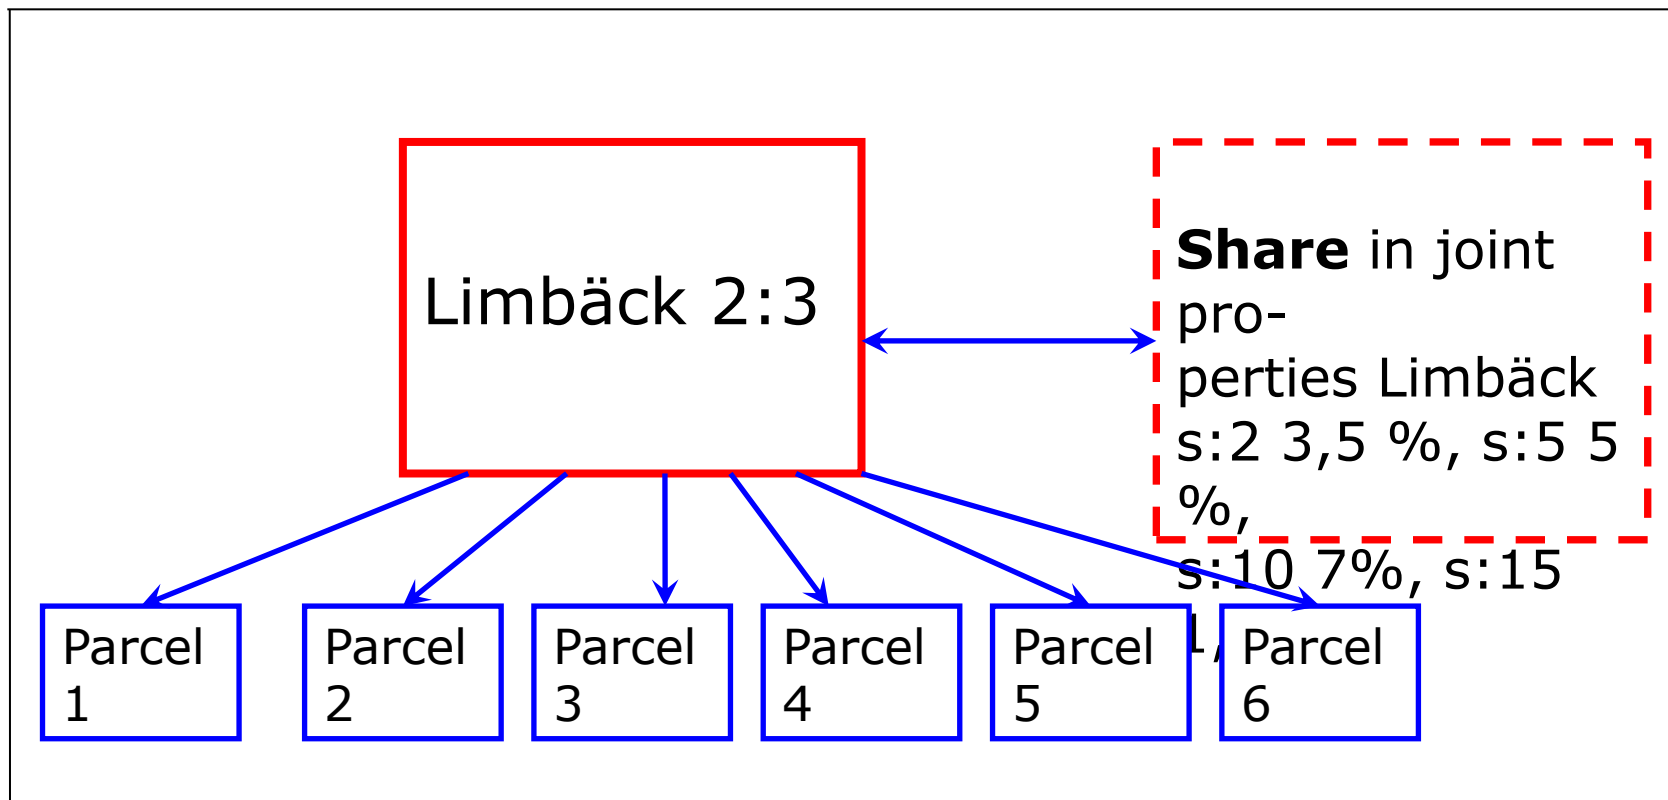 Limbäck 2:3
Share in joint
pro-
perties Limbäck
s:2 3,5 %, s:5 5
%,
s:10 7%, s:15
1,
Parcel
1
Parcel
2
Parcel
3
Parcel
4
Parcel
5
Parcel
6